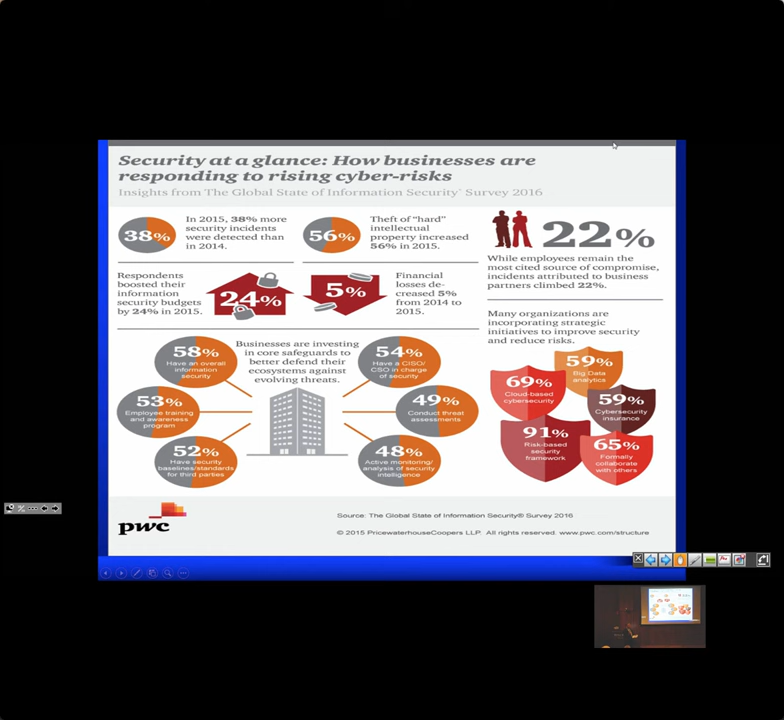 Security at a glance: How businesses are
responding to rising cyber-risks
Insights from The Global State of Information Security® Survey 2016
38%
In 2015, 38% more
security incidents
were detected than
in 2014.
56%
Theft of "hard"
intellectual
property increased
56% in 2015.
22%
While employees remain the
most cited source of compromise,
incidents attributed to business
partners climbed 22%.
Respondents
boosted their
information
security budgets
by 24% in 2015.
24%
5%
Financial
losses de-
creased 5%
from 2014 to
2015.
Many organizations are
incorporating strategic
initiatives to improve security
and reduce risks.
Businesses are investing
in core safeguards to
better defend their
ecosystems against
evolving threats.
58%
Have an overall
information
security
53%
Employee training
and awareness
program
52%
Have security
baselines/standards
for third parties
54%
Have a CISO/
CSO in charge
of security
49%
Conduct threat
assessments
48%
Active monitoring/
analysis of security
intelligence
69%
Cloud-based
cybersecurity
59%
Big Data
analytics
59%
Cybersecurity
insurance
91%
Risk-based
security
framework
65%
Formally
collaborate
with others
pwc
Source: The Global State of Information Security® Survey 2016
© 2015 PricewaterhouseCoopers LLP. All rights reserved. www.pwc.com/structure